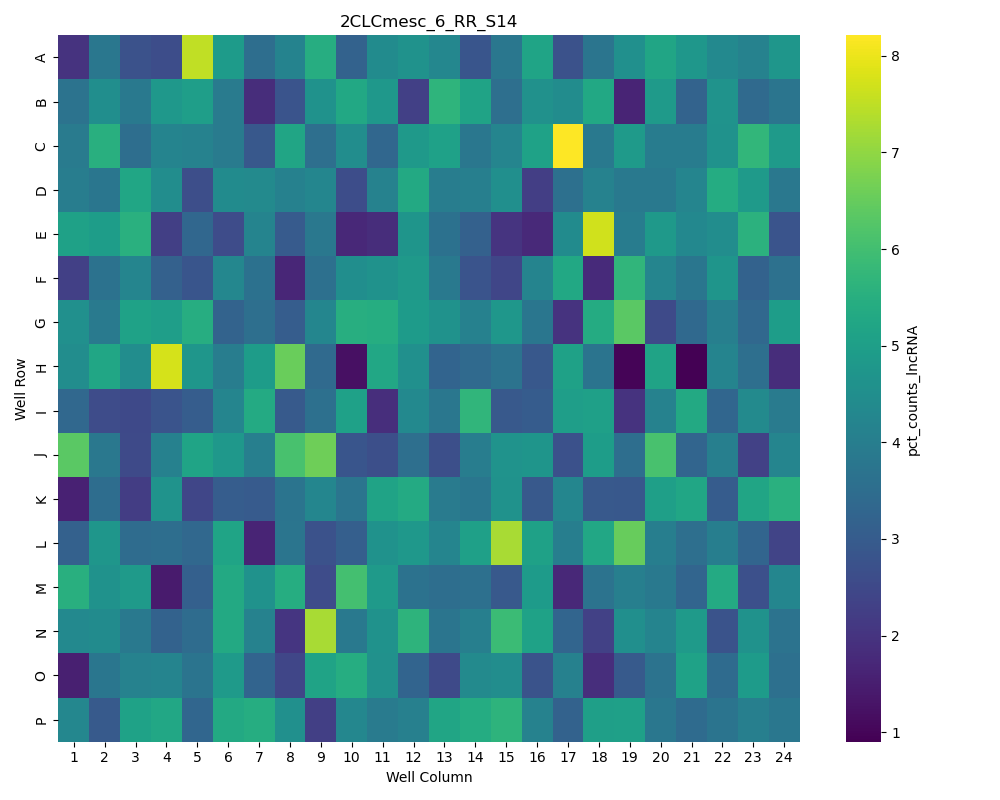 2CLCmesc_6_RR_S14
A
B
C
D
E
F
G
H
I
J
K
L
M
N
O
P
Well Row
1 2 3 4 5 6 7 8 9 10 11 12 13 14 15 16 17 18 19 20 21 22 23 24
Well Column
8
7
6
5
4
3
2
1
pct_counts_lncRNA